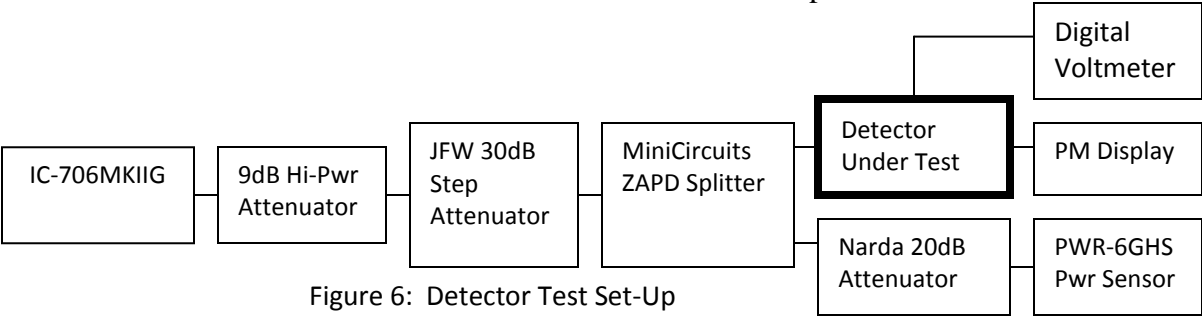 Digital
Voltmeter
IC-706MKIIG
9dB Hi-Pwr
Attenuator
JFW 30dB
Step
Attenuator
MiniCircuits
ZAPD Splitter
Detector
Under Test
PM Display
Narda 20dB
Attenuator
PWR-6GHS
Pwr Sensor
Figure 6: Detector Test Set-Up